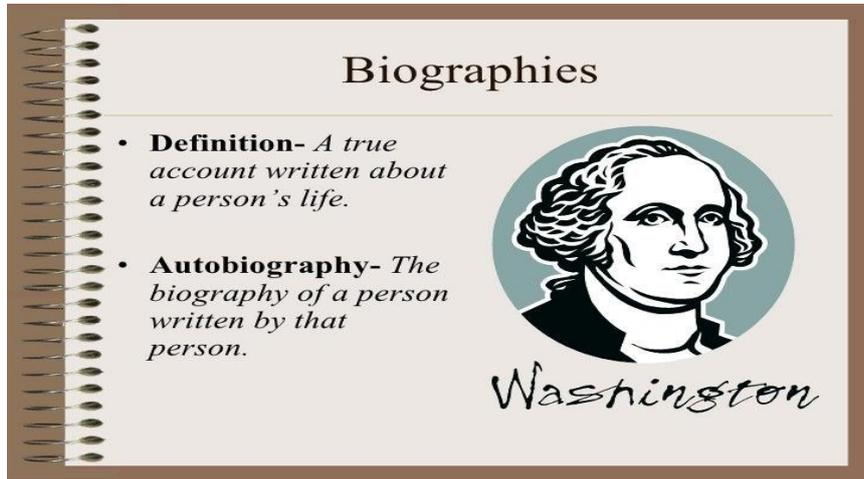 Biographies
• Definition- A true
account written about
a person's life.
• Autobiography- The
biography of a person
written by that
person.
Washington